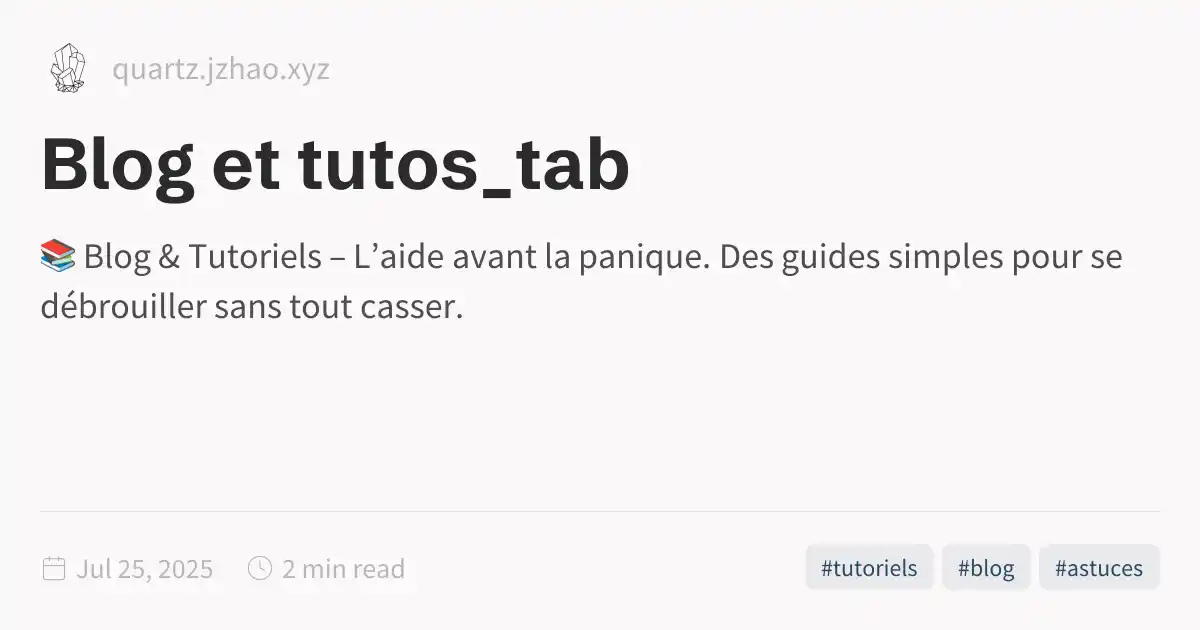 quartz.jzhao.xyz
Blog et tutos_tab
📚 Blog & Tutoriels – L’aide avant la panique. Des guides simples pour se
débrouiller sans tout casser.
Jul 25, 2025 2 min read #tutoriels #blog #astuces